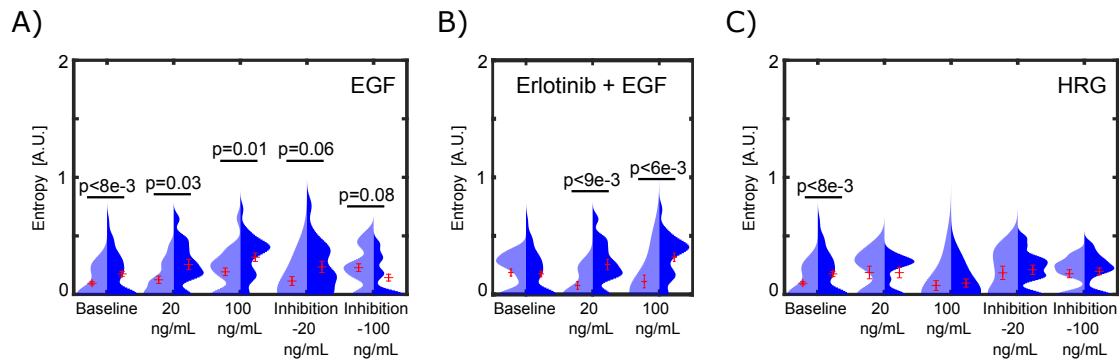 A)
B)
C)
2
1
0
Entropy [A.U.]
EGF
p<8e-3
p=0.03
p=0.01
p=0.06
p=0.08
Baseline
20
ng/mL
100
ng/mL
Inhibition
-20
ng/mL
Inhibition
-100
ng/mL
2
1
0
Entropy [A.U.]
Erlotinib + EGF
p<9e-3
p<6e-3
Baseline
20
ng/mL
100
ng/mL
2
1
0
Entropy [A.U.]
HRG
p<8e-3
Baseline
20
ng/mL
100
ng/mL
Inhibition
-20
ng/mL
Inhibition
-100
ng/mL